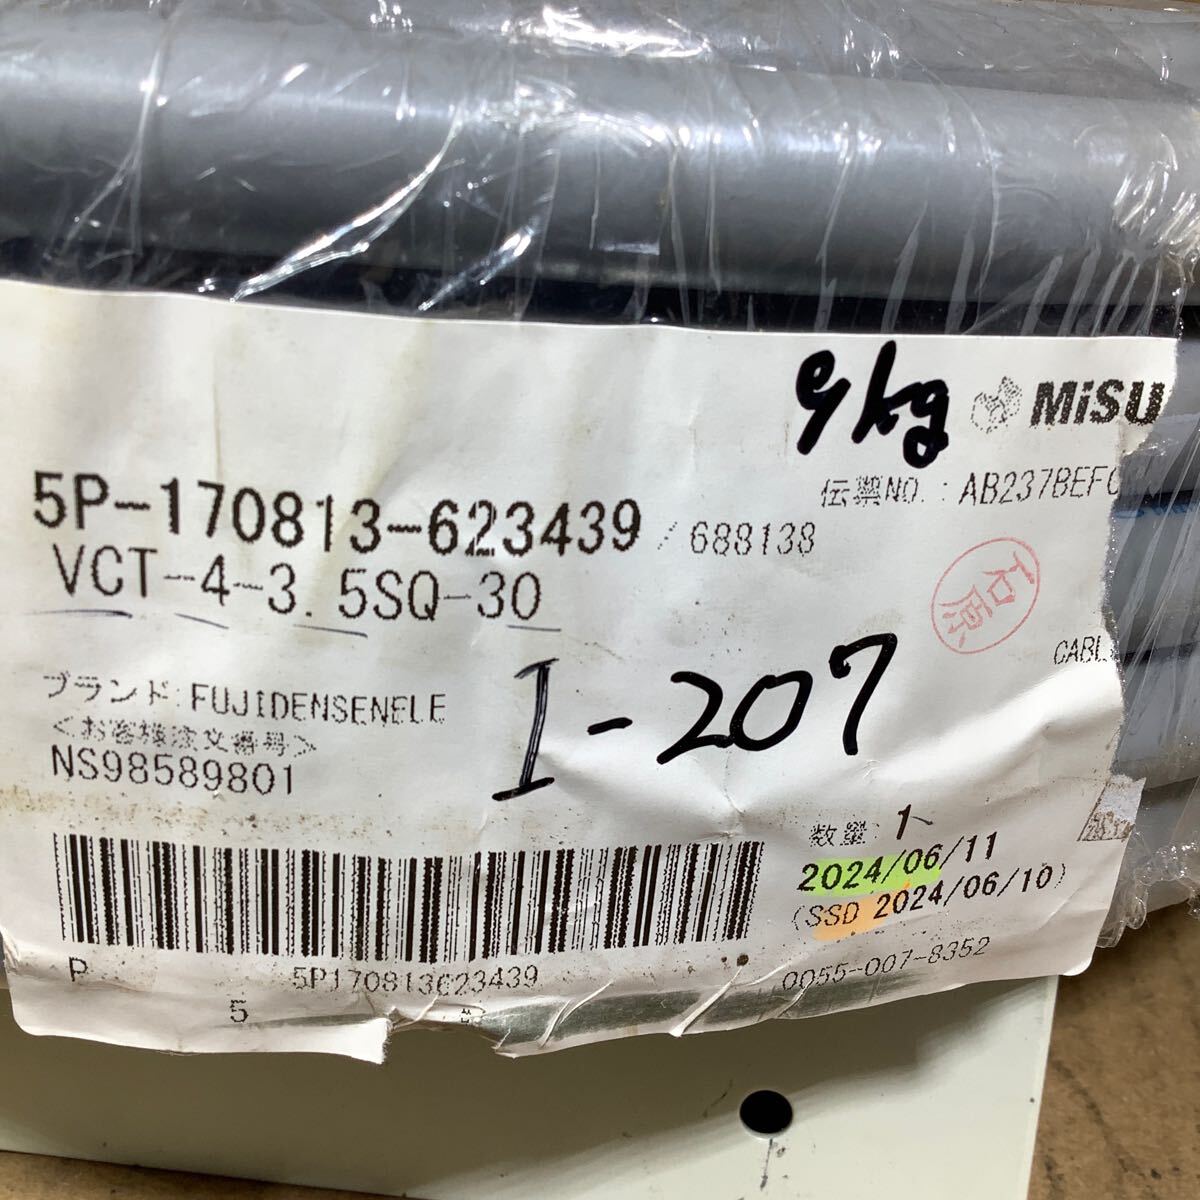 9kg
MiSU
伝票NO.: AB237BEF
5P-170813-623439 / 688138
VCT-4-3.5SQ-30
石原
CABL
ブランド:FUJIDENSENELE
I-207
<お客様注文番号>
NS98589801
数量: 1
2024/06/11
(SSD 2024/06/10)
P 5P170813623439
0055-007-8352
5